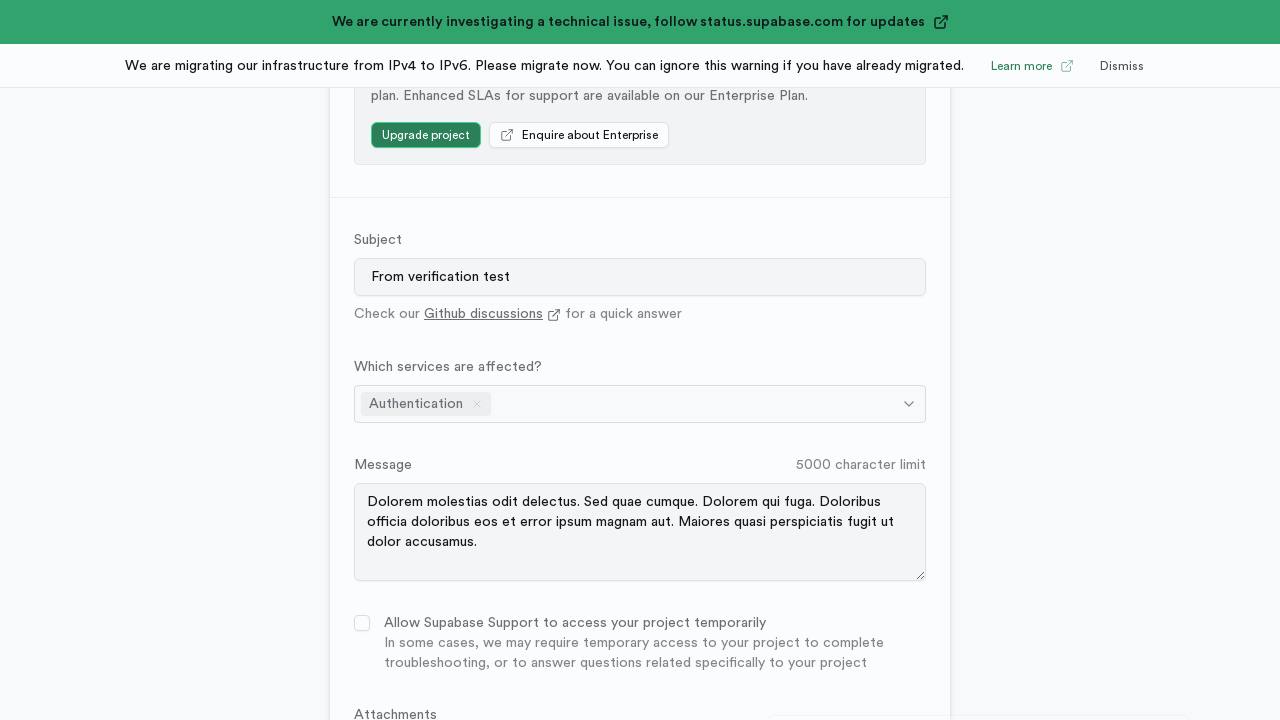 We are currently investigating a technical issue, follow status.supabase.com for updates
We are migrating our infrastructure from IPv4 to IPv6. Please migrate now. You can ignore this warning if you have already migrated. Learn more Dismiss
plan. Enhanced SLAs for support are available on our Enterprise Plan.
Upgrade project Enquire about Enterprise
Subject
From verification test
Check our Github discussions for a quick answer
Which services are affected?
Authentication
Message 5000 character limit
Dolorem molestias odit delectus. Sed quae cumque. Dolorem qui fuga. Doloribus
officia doloribus eos et error ipsum magnam aut. Maiores quasi perspiciatis fugit ut
dolor accusamus.
Allow Supabase Support to access your project temporarily
In some cases, we may require temporary access to your project to complete
troubleshooting, or to answer questions related specifically to your project
Attachments